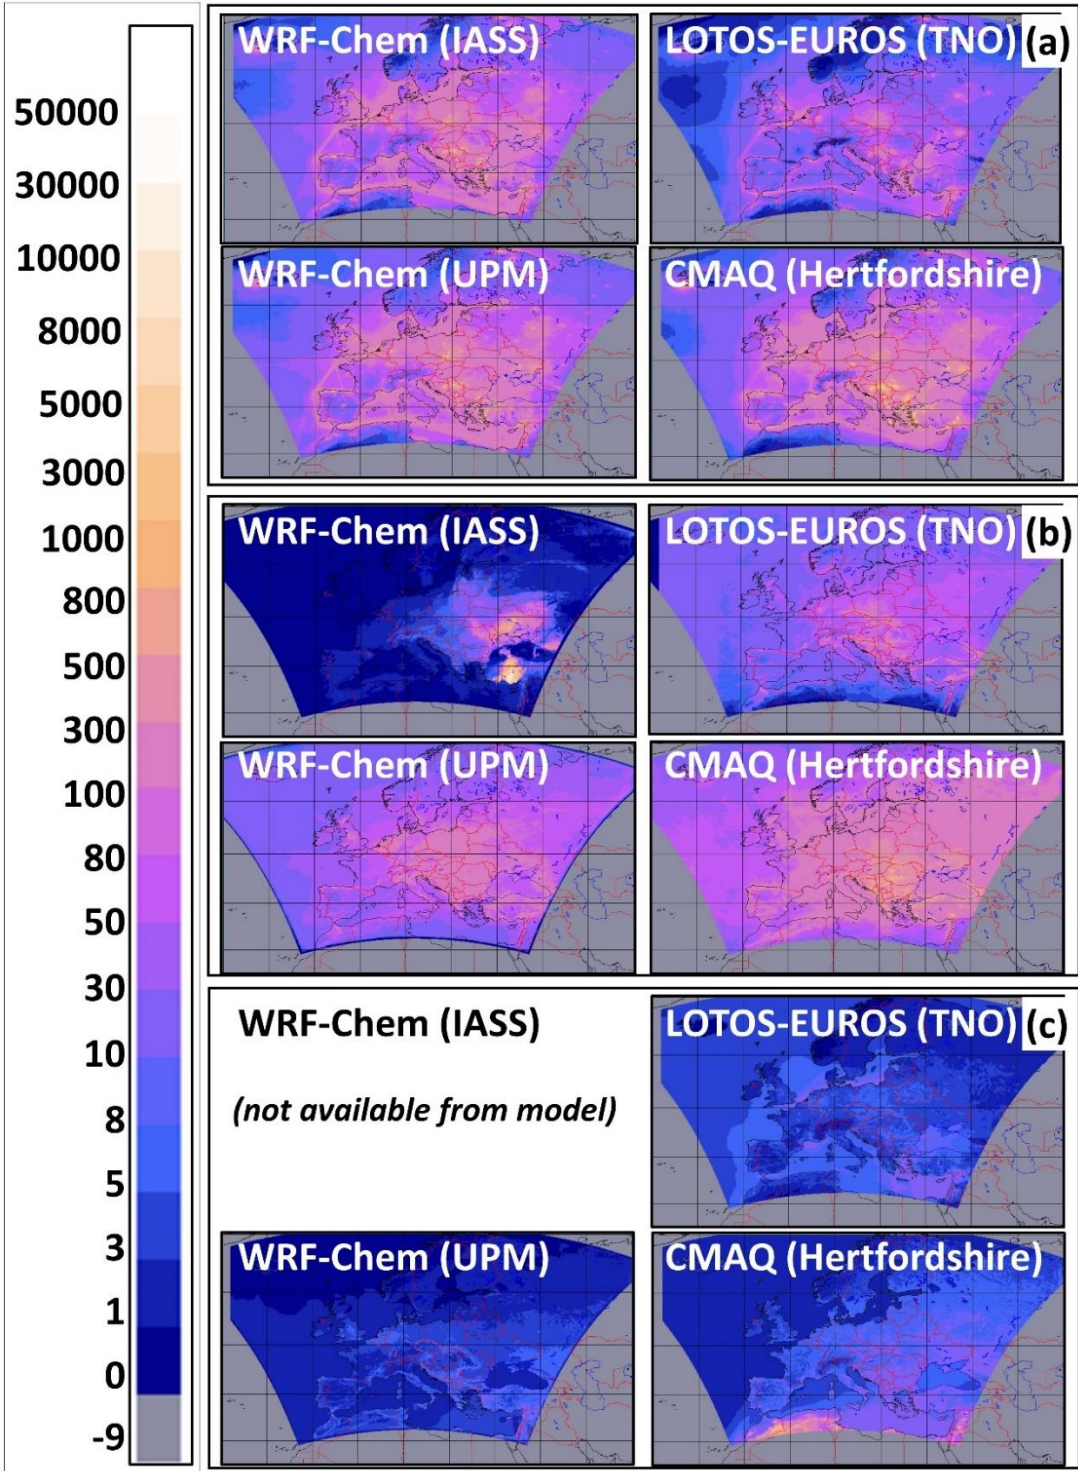 50000
30000
10000
8000
5000
3000
1000
800
500
300
100
80
50
30
10
8
5
3
1
0
-9
WRF-Chem (IASS)
LOTOS-EUROS (TNO) (a)
WRF-Chem (UPM)
CMAQ (Hertfordshire)
WRF-Chem (IASS)
LOTOS-EUROS (TNO) (b)
WRF-Chem (UPM)
CMAQ (Hertfordshire)
WRF-Chem (IASS)
(not available from model)
LOTOS-EUROS (TNO) (c)
WRF-Chem (UPM)
CMAQ (Hertfordshire)